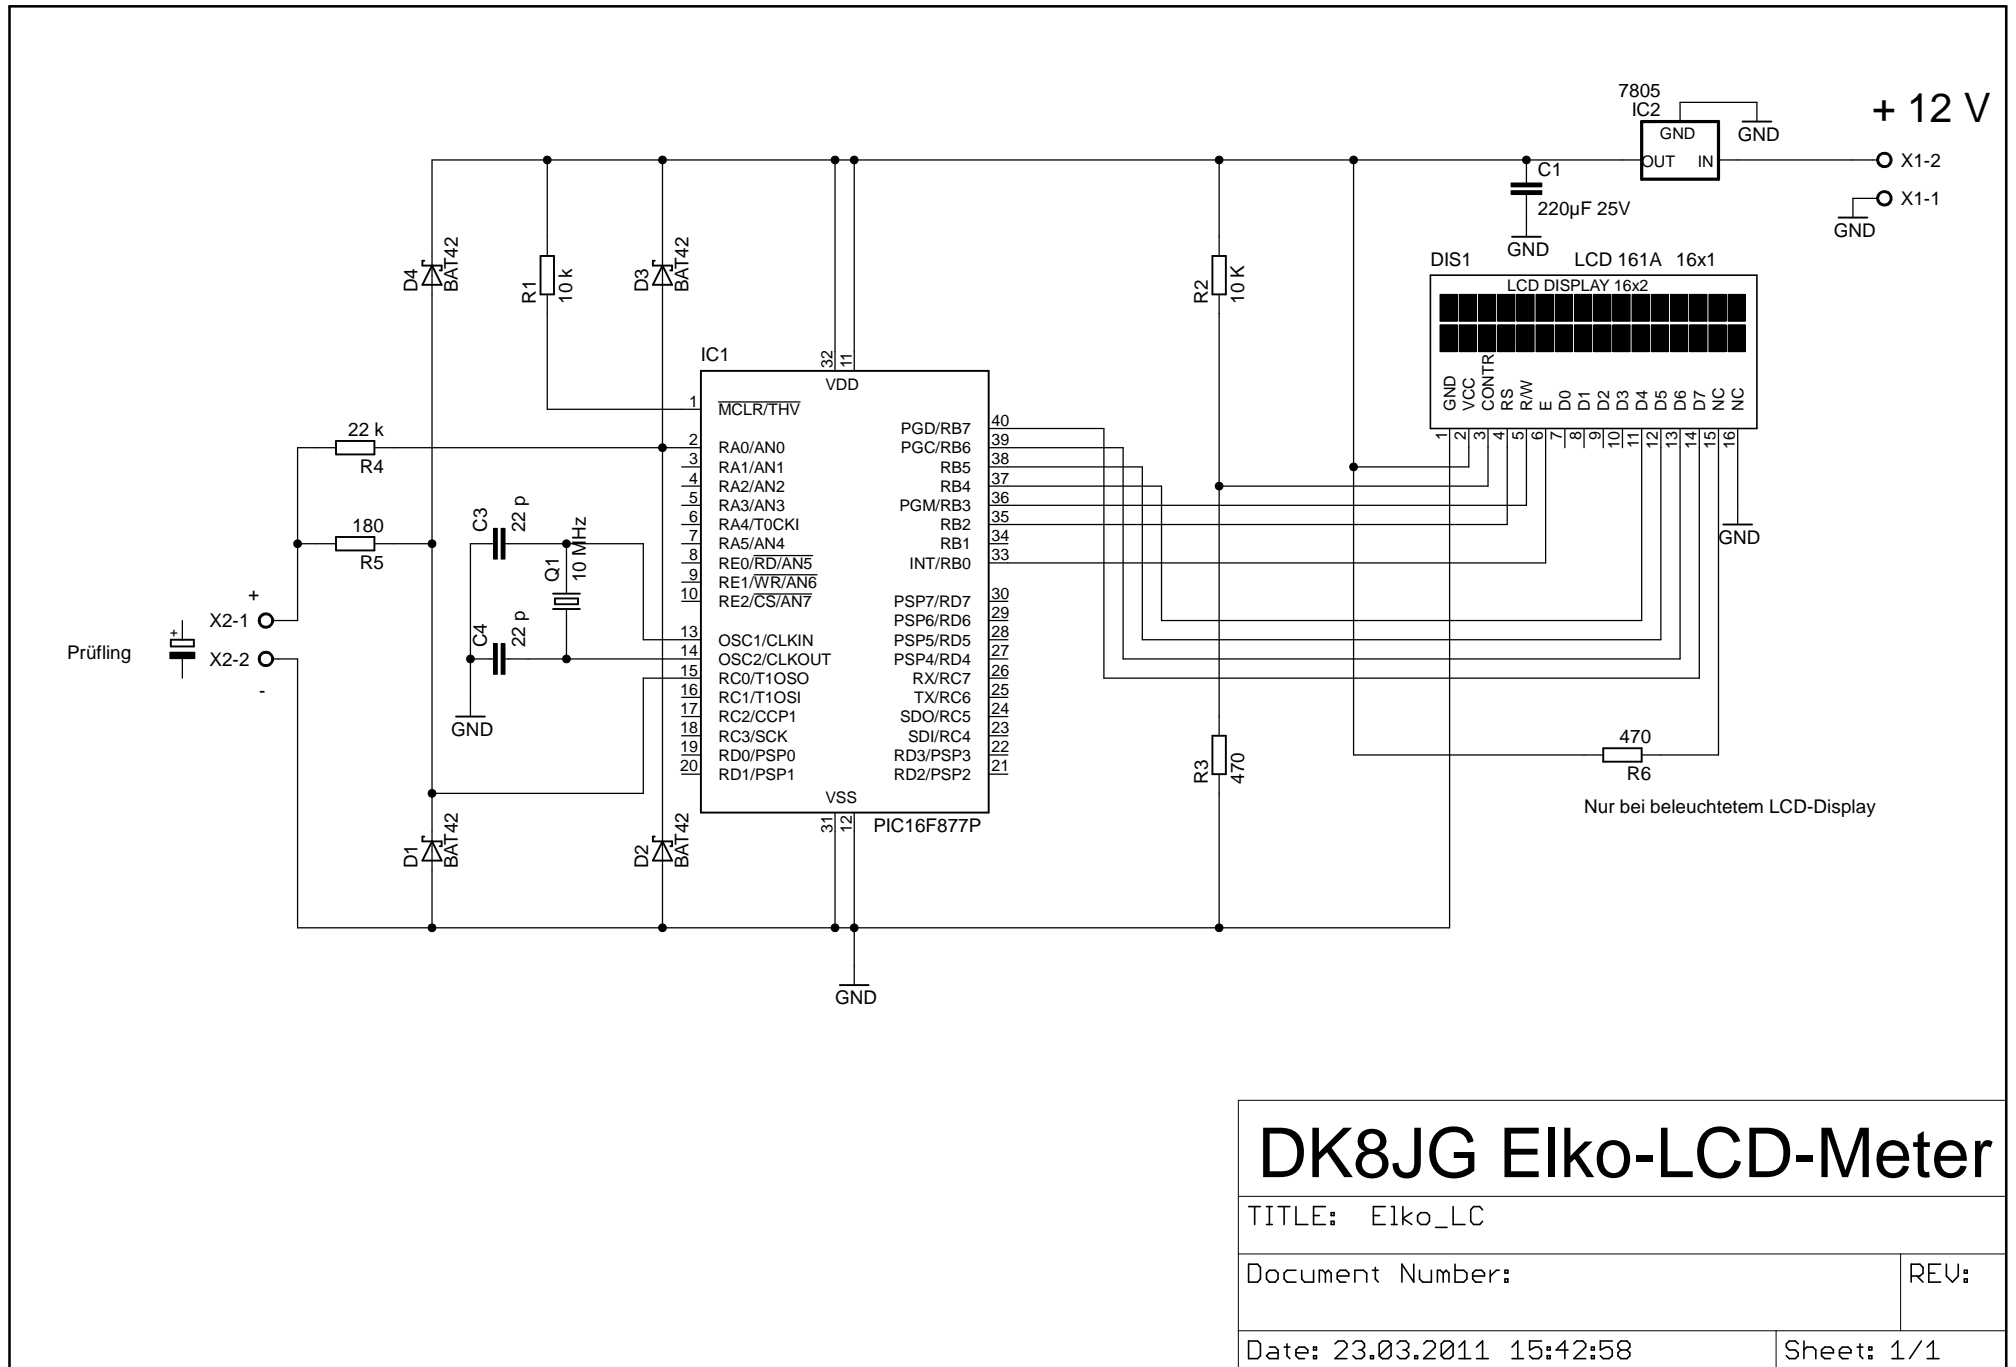 7805
IC2
GND
OUT IN
GND
+ 12 V
X1-2
X1-1
GND
C1
220µF 25V
GND
DIS1 LCD 161A 16x1
LCD DISPLAY 16x2
GND
VCC
CONTR
RS
R/W
E
D0
D1
D2
D3
D4
D5
D6
D7
NC
NC
1
2
3
4
5
6
7
8
9
10
11
12
13
14
15
16
GND
D4
BAT42
R1
10 k
D3
BAT42
R2
10 K
IC1
32
11
VDD
1 MCLR/THV
2 RA0/AN0
3 RA1/AN1
4 RA2/AN2
5 RA3/AN3
6 RA4/T0CKI
7 RA5/AN4
8 RE0/RD/AN5
9 RE1/WR/AN6
10 RE2/CS/AN7
13 OSC1/CLKIN
14 OSC2/CLKOUT
15 RC0/T1OSO
16 RC1/T1OSI
17 RC2/CCP1
18 RC3/SCK
19 RD0/PSP0
20 RD1/PSP1
PGD/RB7 40
PGC/RB6 39
RB5 38
RB4 37
PGM/RB3 36
RB2 35
RB1 34
INT/RB0 33
PSP7/RD7 30
PSP6/RD6 29
PSP5/RD5 28
PSP4/RD4 27
RX/RC7 26
TX/RC6 25
SDO/RC5 24
SDI/RC4 23
RD3/PSP3 22
RD2/PSP2 21
VSS
31
12
PIC16F877P
22 k
R4
180
R5
C3
22 p
Q1
10 MHz
C4
22 p
GND
+
X2-1
Prüfling
+
X2-2
-
D1
BAT42
D2
BAT42
GND
R3
470
470
R6
Nur bei beleuchtetem LCD-Display
DK8JG Elko-LCD-Meter
TITLE: Elko_LC
Document Number:
REV:
Date: 23.03.2011 15:42:58
Sheet: 1/1